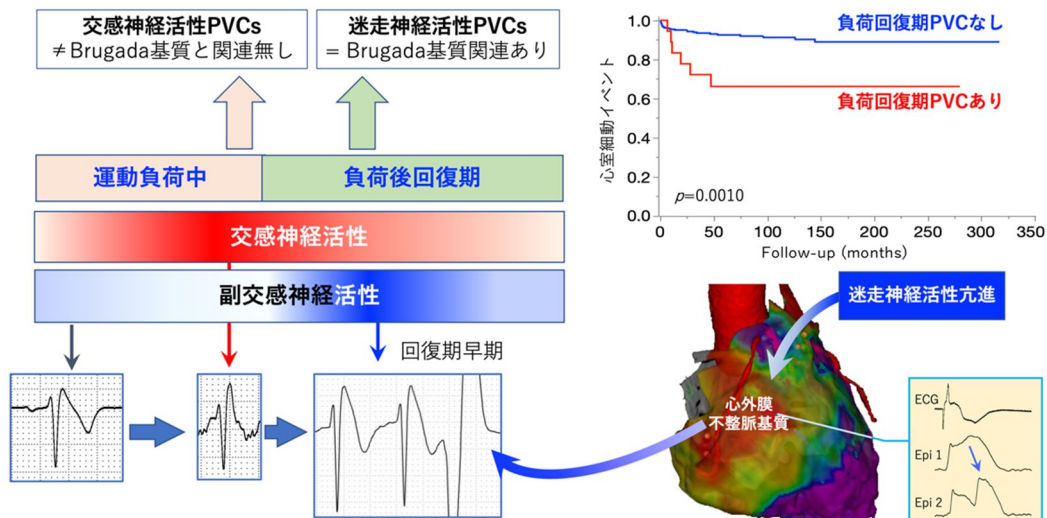 交感神経活性PVCs
≠Brugada基質と関連無し
迷走神経活性PVCs
= Brugada基質関連あり
運動負荷中
負荷後回復期
交感神経活性
副交感神経活性
回復期早期
心室細動イベント
1.0
0.8
0.6
0.4
0.2
0.0
負荷回復期PVCなし
負荷回復期PVCあり
p=0.0010
0 50 100 150 200 250 300 350
Follow-up (months)
迷走神経活性亢進
心外膜
不整脈基質
ECG
Epi 1
Epi 2